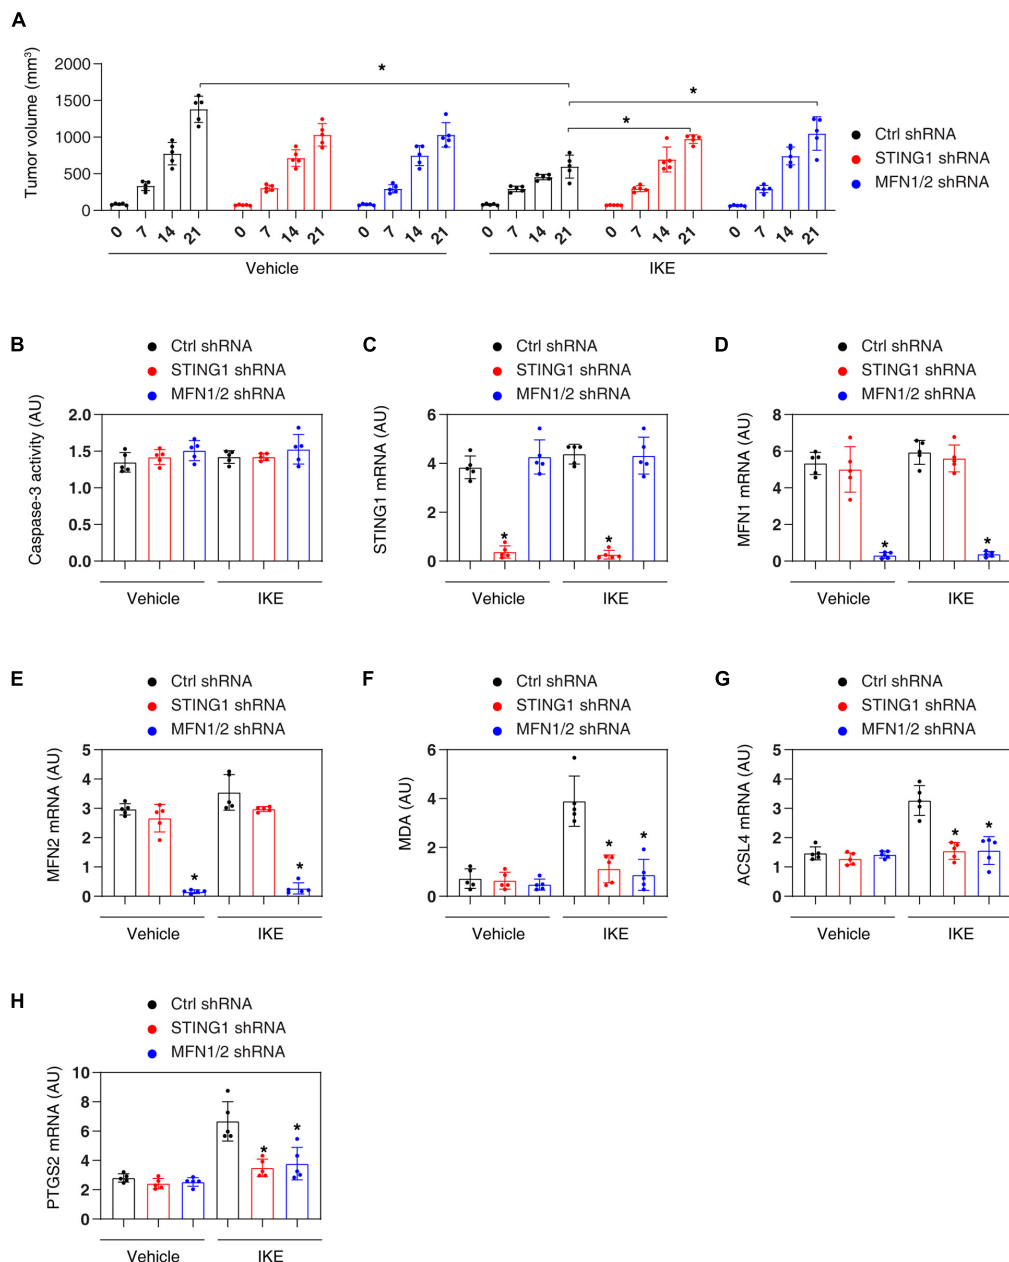 A
Tumor volume (mm³)
2000
1500
1000
500
0
* * *
0 7 14 21 0 7 14 21 0 7 14 21 0 7 14 21 0 7 14 21 0 7 14 21
Vehicle IKE
Ctrl shRNA
STING1 shRNA
MFN1/2 shRNA
B
Ctrl shRNA
STING1 shRNA
MFN1/2 shRNA
Caspase-3 activity (AU)
2.0
1.5
1.0
0.5
0.0
Vehicle IKE
C
Ctrl shRNA
STING1 shRNA
MFN1/2 shRNA
STING1 mRNA (AU)
6
4
2
0
* *
Vehicle IKE
D
Ctrl shRNA
STING1 shRNA
MFN1/2 shRNA
MFN1 mRNA (AU)
8
6
4
2
0
* *
Vehicle IKE
E
Ctrl shRNA
STING1 shRNA
MFN1/2 shRNA
MFN2 mRNA (AU)
5
4
3
2
1
0
* *
Vehicle IKE
F
Ctrl shRNA
STING1 shRNA
MFN1/2 shRNA
MDA (AU)
6
4
2
0
* *
Vehicle IKE
G
Ctrl shRNA
STING1 shRNA
MFN1/2 shRNA
ACSL4 mRNA (AU)
5
4
3
2
1
0
* *
Vehicle IKE
H
Ctrl shRNA
STING1 shRNA
MFN1/2 shRNA
PTGS2 mRNA (AU)
10
8
6
4
2
0
* *
Vehicle IKE